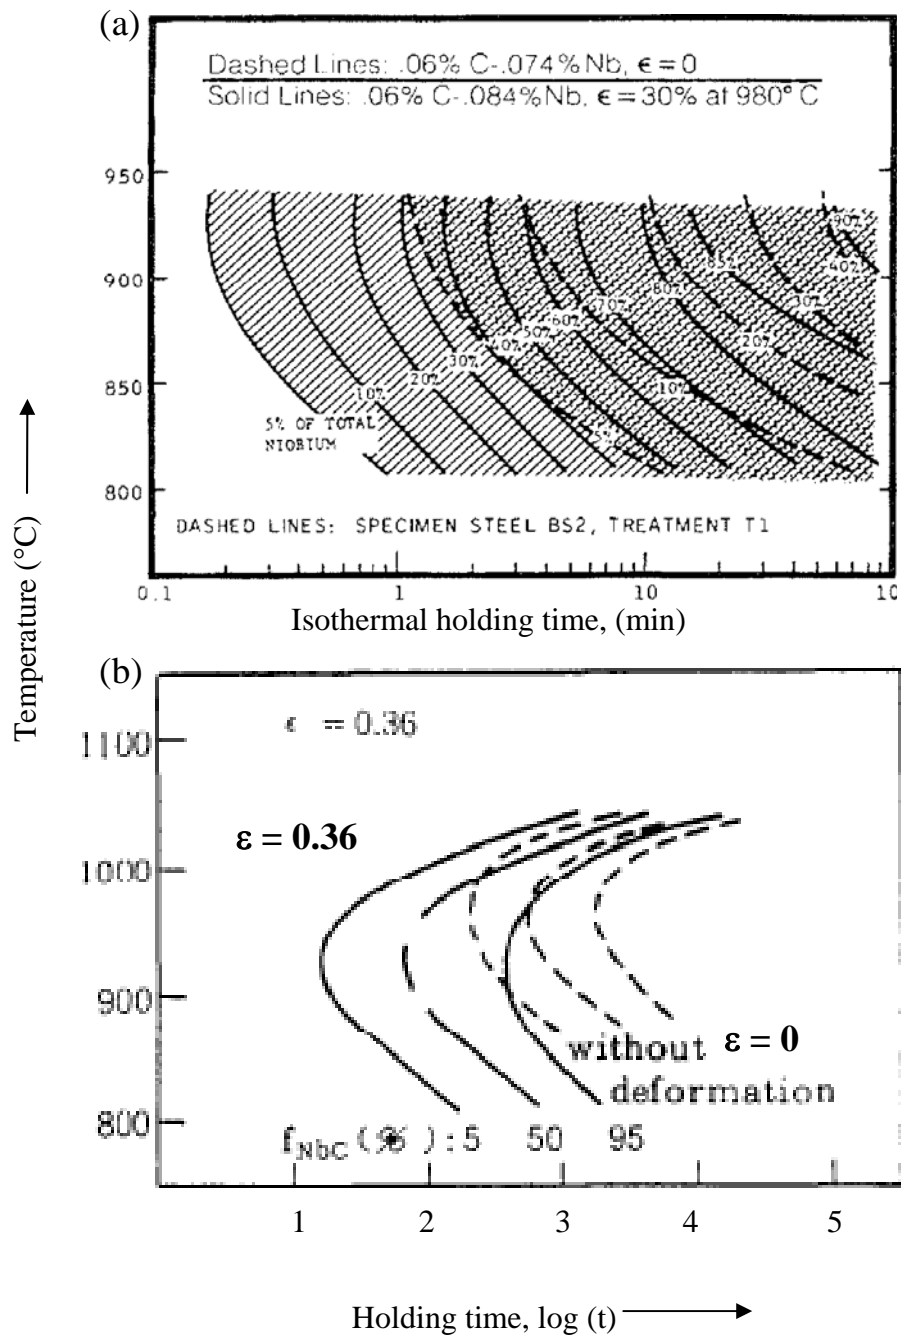 (a)
Dashed Lines: .06% C-.074% Nb, ϵ = 0
Solid Lines: .06% C-.084% Nb, ϵ = 30% at 980° C
950
900
850
800
90%
40%
85%
80%
30%
70%
60%
50%
40%
20%
30%
20%
10%
10%
5%
5% OF TOTAL
NIOBIUM
DASHED LINES: SPECIMEN STEEL BS2, TREATMENT T1
0.1 1 10 10
Isothermal holding time, (min)
Temperature (°C)
(b)
ϵ = 0.36
1100
ε = 0.36
1000
900
without ε = 0
deformation
800
f NbC (%) : 5 50 95
1 2 3 4 5
Holding time, log (t)